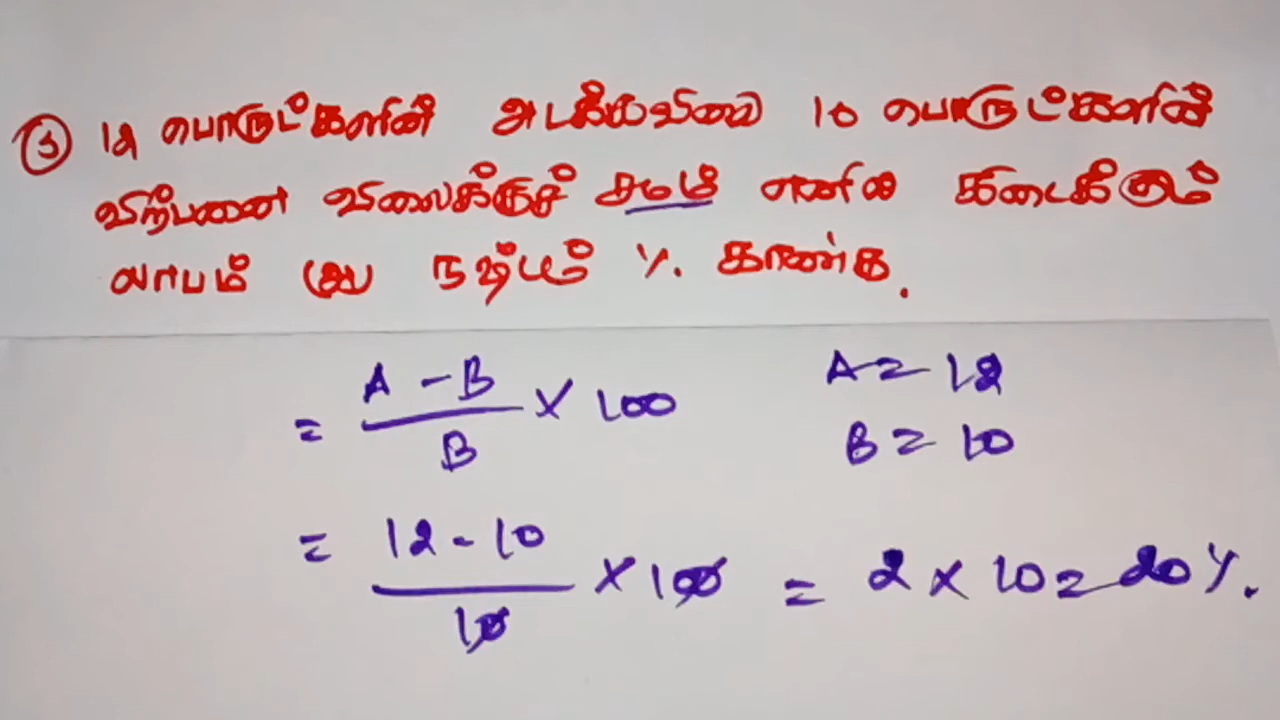 ③ 12 பொருட்களின் அடக்கவிலை 10 பொருட்களின்
விற்பனை விலைக்குச் சமம் எனில் கிடைக்கும்
லாபம் (அ) நஷ்டம் %. காண்க.
= A - B / B × 100 A = 12
B = 10
= 12 - 10 / 10 × 100 = 2 × 10 = 20%.